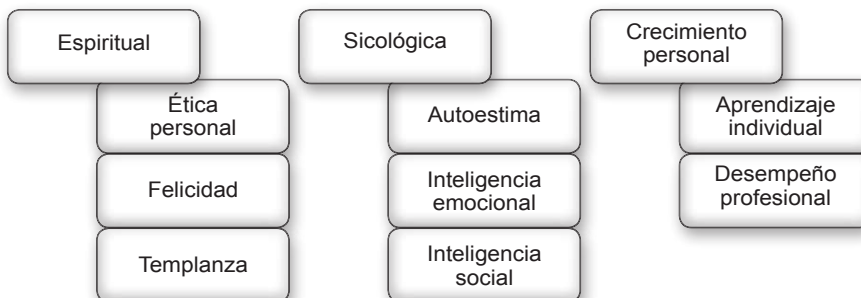 Espiritual
Ética
personal
Felicidad
Templanza
Sicológica
Autoestima
Inteligencia
emocional
Inteligencia
social
Crecimiento
personal
Aprendizaje
individual
Desempeño
profesional